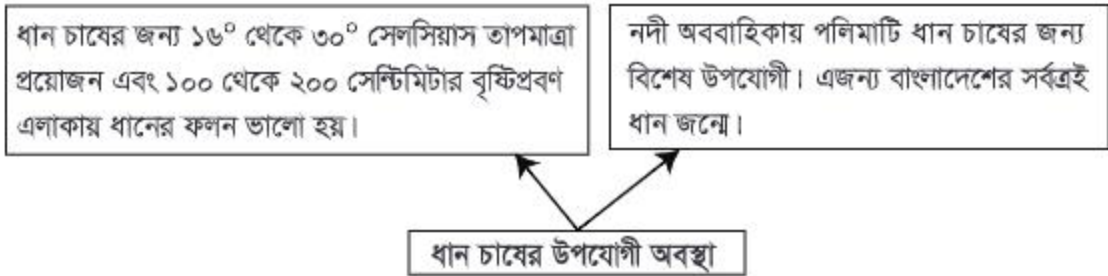 ধান চাষের জন্য ১৬° থেকে ৩০° সেলসিয়াস তাপমাত্রা
প্রয়োজন এবং ১০০ থেকে ২০০ সেন্টিমিটার বৃষ্টিপ্রবণ
এলাকায় ধানের ফলন ভালো হয়।
নদী অববাহিকায় পলিমাটি ধান চাষের জন্য
বিশেষ উপযোগী। এজন্য বাংলাদেশের সর্বত্রই
ধান জন্মে।
ধান চাষের উপযোগী অবস্থা